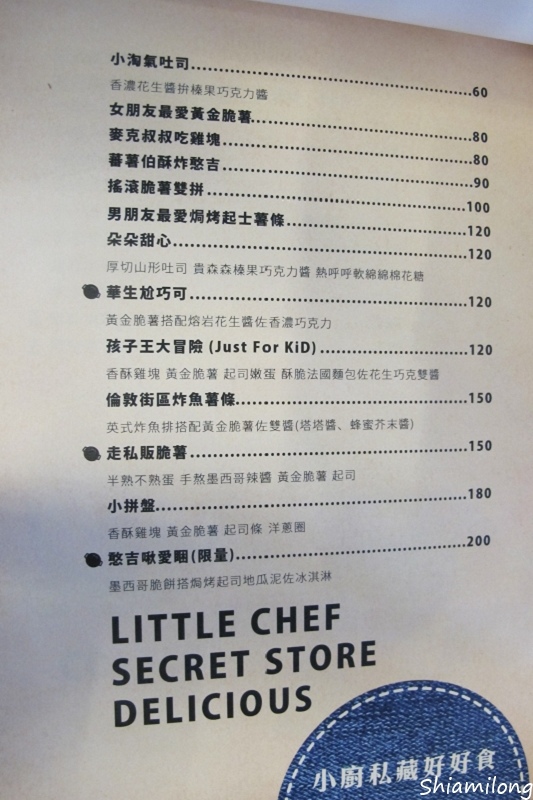 小淘氣吐司............60
香濃花生醬拚榛果巧克力醬
女朋友最愛黃金脆薯............80
麥克叔叔吃雞塊............80
蕃薯伯酥炸憨吉............90
搖滾脆薯雙拼............100
男朋友最愛焗烤起士薯條............120
朵朵甜心............120
厚切山形吐司 貴森森榛果巧克力醬 熱呼呼軟綿綿棉花糖
華生尬巧可............120
黃金脆薯搭配熔岩花生醬佐香濃巧克力
孩子王大冒險 (Just For KiD)............120
香酥雞塊 黃金脆薯 起司嫩蛋 酥脆法國麵包佐花生巧克雙醬
倫敦街區炸魚薯條............150
英式炸魚排搭配黃金脆薯佐雙醬(塔塔醬、蜂蜜芥末醬)
走私販脆薯............150
半熟不熟蛋 手熬墨西哥辣醬 黃金脆薯 起司
小拼盤............180
香酥雞塊 黃金脆薯 起司條 洋蔥圈
憨吉啾愛睏(限量)............200
墨西哥脆餅搭焗烤起司地瓜泥佐冰淇淋
LITTLE CHEF
SECRET STORE
DELICIOUS
小廚私藏好好食
Shiamilong